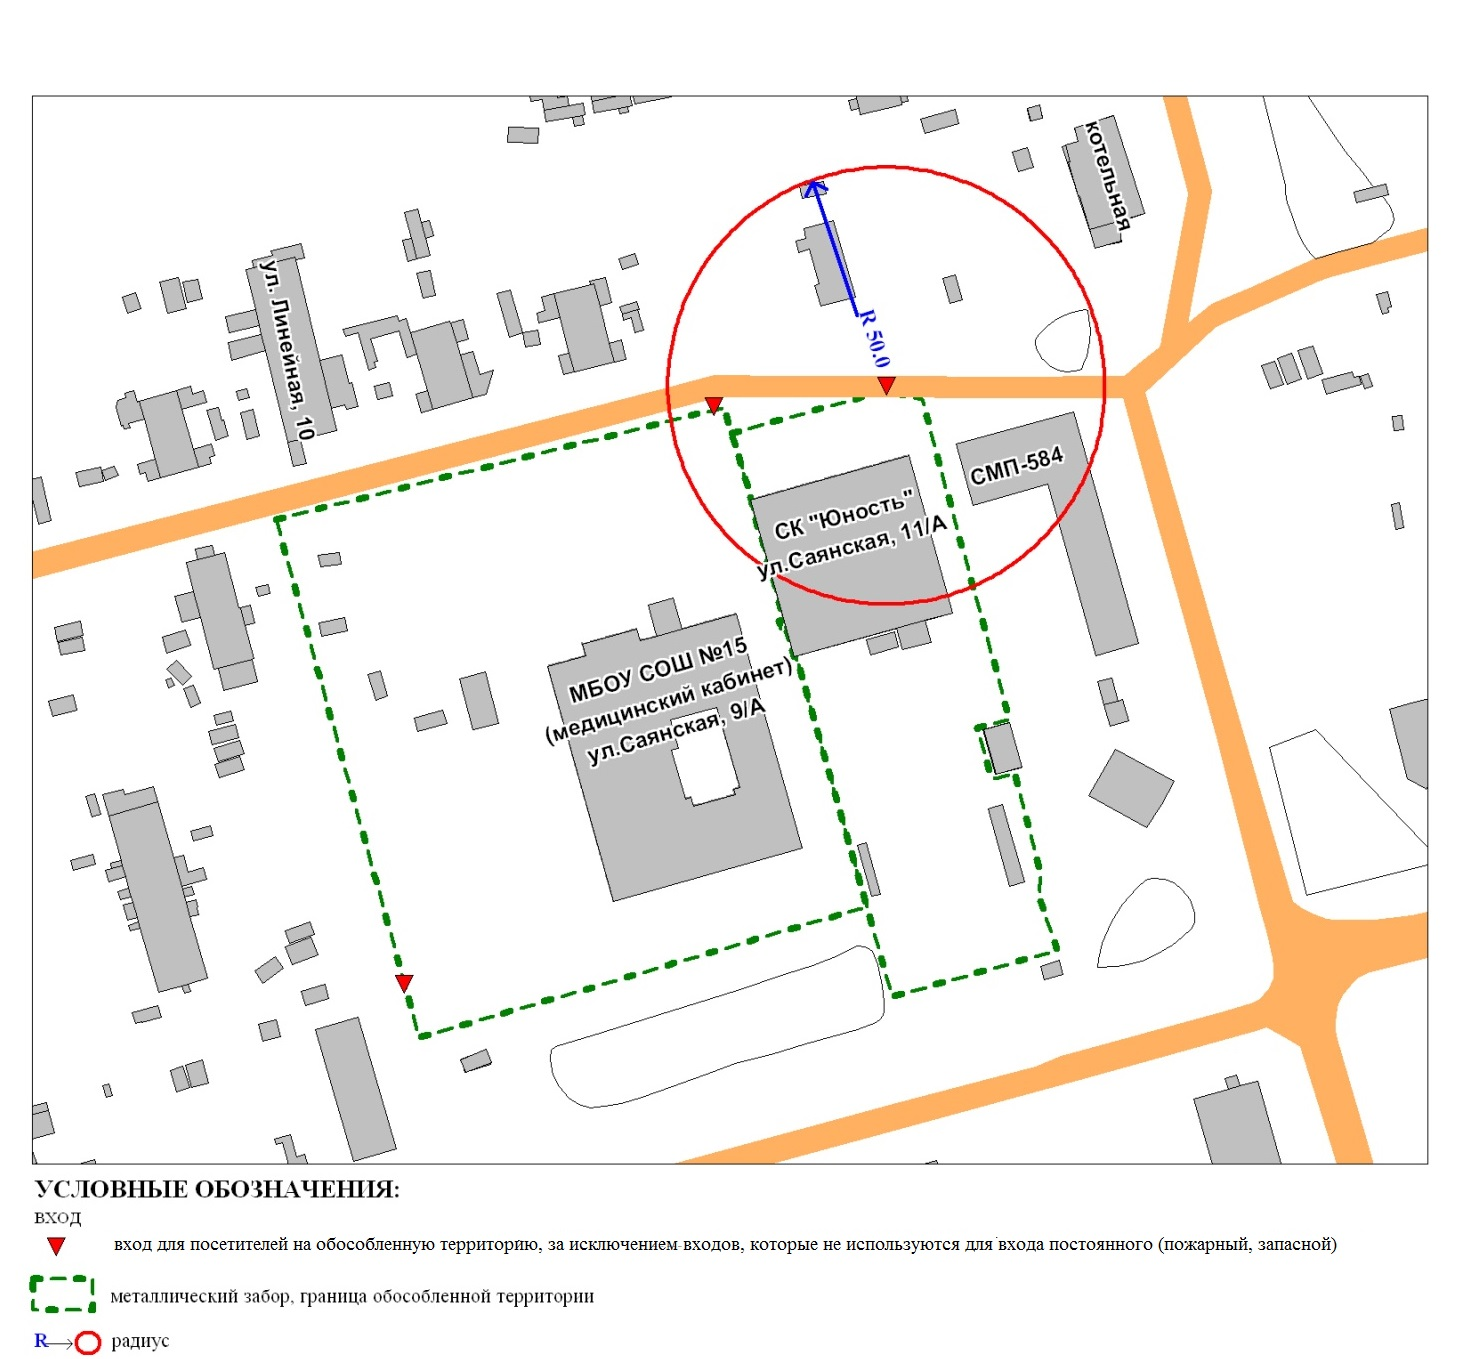 котельная
ул. Линейная, 10
R 50.0
СМП-584
СК "Юность"
ул.Саянская, 11/А
МБОУ СОШ №15
(медицинский кабинет)
ул.Саянская, 9/А
УСЛОВНЫЕ ОБОЗНАЧЕНИЯ:
ВХОД
вход для посетителей на обособленную территорию, за исключением входов, которые не используются для входа постоянного (пожарный, запасной)
металлический забор, граница обособленной территории
R радиус